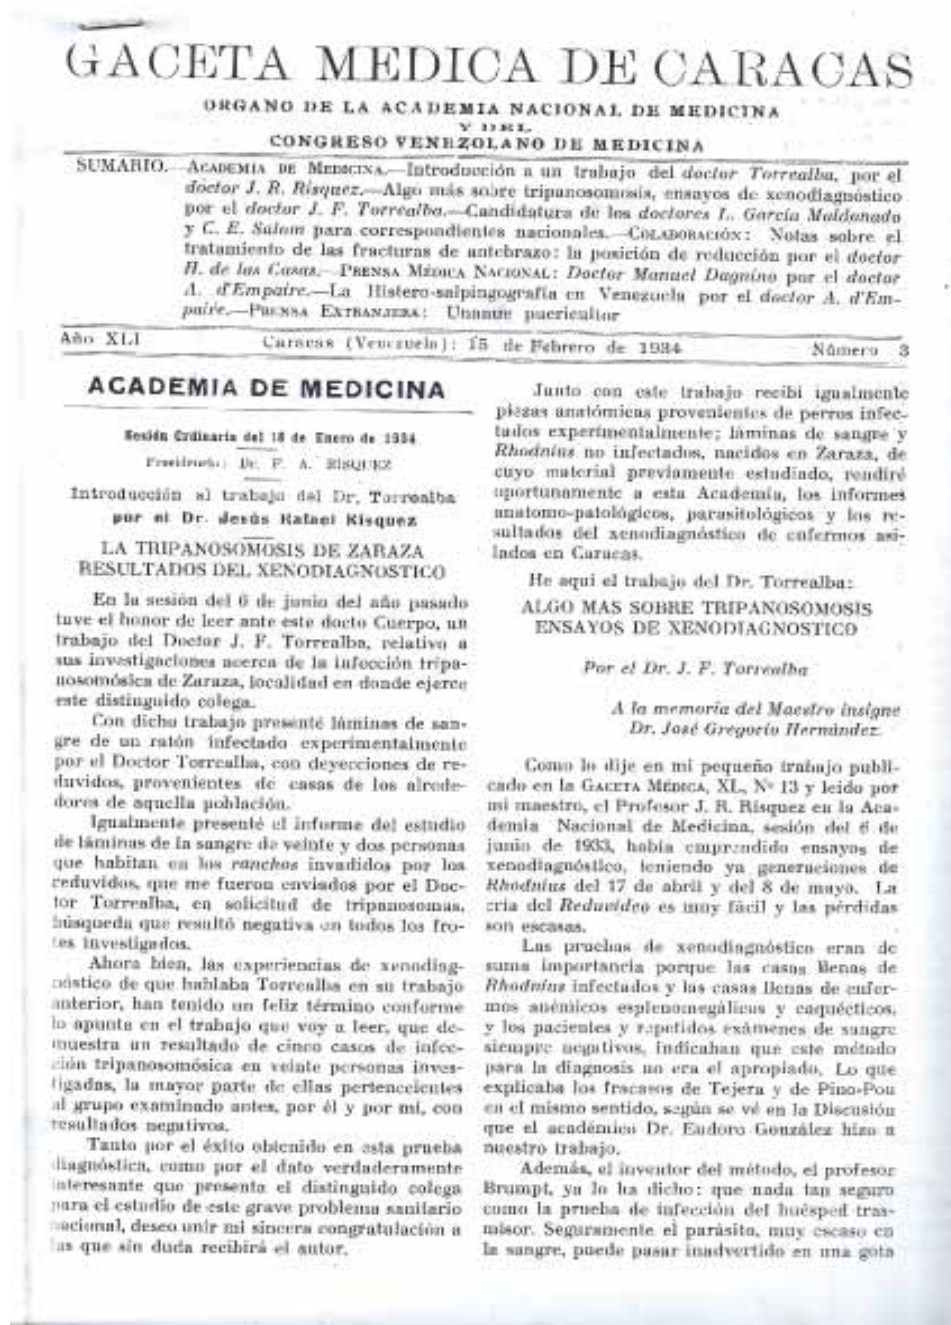 GACETA MEDICA DE CARACAS
ORGANO DE LA ACADEMIA NACIONAL DE MEDICINA
Y DEL
CONGRESO VENEZOLANO DE MEDICINA
SUMARIO.—ACADEMIA DE MEDICINA.—Introducción a un trabajo del doctor Torrealba, por el
doctor J. R. Risquez.—Algo más sobre tripanosomosis, ensayos de xenodiagnóstico
por el doctor J. F. Torrealba.—Candidatura de los doctores L. García Maldonado
y C. E. Salom para correspondientes nacionales.—COLABORACIÓN: Notas sobre el
tratamiento de las fracturas de antebrazo: la posición de reducción por el doctor
H. de las Casas.—PRENSA MÉDICA NACIONAL: Doctor Manuel Dagnino por el doctor
A. d'Empaire.—La Histero-salpingografía en Venezuela por el doctor A. d'Em-
paire.—PRENSA EXTRANJERA: Unanue puericultor
Año XLI Caracas (Venezuela): 15 de Febrero de 1934 Número 3
ACADEMIA DE MEDICINA
Sesión Ordinaria del 18 de Enero de 1934
Presidencia: Dr. F. A. RISQUEZ
Introducción al trabajo del Dr. Torrealba
por el Dr. Jesús Rafael Risquez
LA TRIPANOSOMOSIS DE ZARAZA
RESULTADOS DEL XENODIAGNOSTICO
En la sesión del 6 de junio del año pasado
tuve el honor de leer ante este docto Cuerpo, un
trabajo del Doctor J. F. Torrealba, relativo a
sus investigaciones acerca de la infección tripa-
nosomósica de Zaraza, localidad en donde ejerce
este distinguido colega.
Con dicho trabajo presenté láminas de san-
gre de un ratón infectado experimentalmente
por el Doctor Torrealba, con deyecciones de re-
duvidos, provenientes de casas de los alrede-
dores de aquella población.
Igualmente presenté el informe del estudio
de láminas de la sangre de veinte y dos personas
que habitan en los ranchos invadidos por los
reduvidos, que me fueron enviados por el Doc-
tor Torrealba, en solicitud de tripanosomas,
búsqueda que resultó negativa en todos los fro-
tes investigados.
Ahora bien, las experiencias de xenodiag-
nóstico de que hablaba Torrealba en su trabajo
anterior, han tenido un feliz término conforme
lo apunta en el trabajo que voy a leer, que de-
muestra un resultado de cinco casos de infec-
ción tripanosomósica en veinte personas inves-
tigadas, la mayor parte de ellas pertenecientes
al grupo examinado antes, por él y por mí, con
resultados negativos.
Tanto por el éxito obtenido en esta prueba
diagnóstica, como por el dato verdaderamente
interesante que presenta el distinguido colega
para el estudio de este grave problema sanitario
nacional, deseo unir mi sincera congratulación a
las que sin duda recibirá el autor.
Junto con este trabajo recibí igualmente
piezas anatómicas provenientes de perros infec-
tados experimentalmente; láminas de sangre y
Rhodnius no infectados, nacidos en Zaraza, de
cuyo material previamente estudiado, rendiré
oportunamente a esta Academia, los informes
anatomo-patológicos, parasitológicos y los re-
sultados del xenodiagnóstico de enfermos asi-
lados en Caracas.
He aquí el trabajo del Dr. Torrealba:
ALGO MAS SOBRE TRIPANOSOMOSIS
ENSAYOS DE XENODIAGNOSTICO
Por el Dr. J. F. Torrealba
A la memoria del Maestro insigne
Dr. José Gregorio Hernández.
Como lo dije en mi pequeño trabajo publi-
cado en la GACETA MÉDICA, XL, Nº 13 y leído por
mi maestro, el Profesor J. R. Risquez en la Aca-
demia Nacional de Medicina, sesión del 6 de
junio de 1933, había emprendido ensayos de
xenodiagnóstico, teniendo ya generaciones de
Rhodnius del 17 de abril y del 8 de mayo. La
cría del Reduvideo es muy fácil y las pérdidas
son escasas.
Las pruebas de xenodiagnóstico eran de
suma importancia porque las casas llenas de
Rhodnius infectados y las casas llenas de enfer-
mos anémicos esplenomegálicos y caquécticos,
y los pacientes y repetidos exámenes de sangre
siempre negativos, indicaban que este método
para la diagnosis no era el apropiado. Lo que
explicaba los fracasos de Tejera y de Pino-Pou
en el mismo sentido, según se vé en la Discusión
que el académico Dr. Eudoro González hizo a
nuestro trabajo.
Además, el inventor del método, el profesor
Brumpt, ya lo ha dicho: que nada tan seguro
como la prueba de infección del huésped tras-
misor. Seguramente el parásito, muy escaso en
la sangre, puede pasar inadvertido en una gota